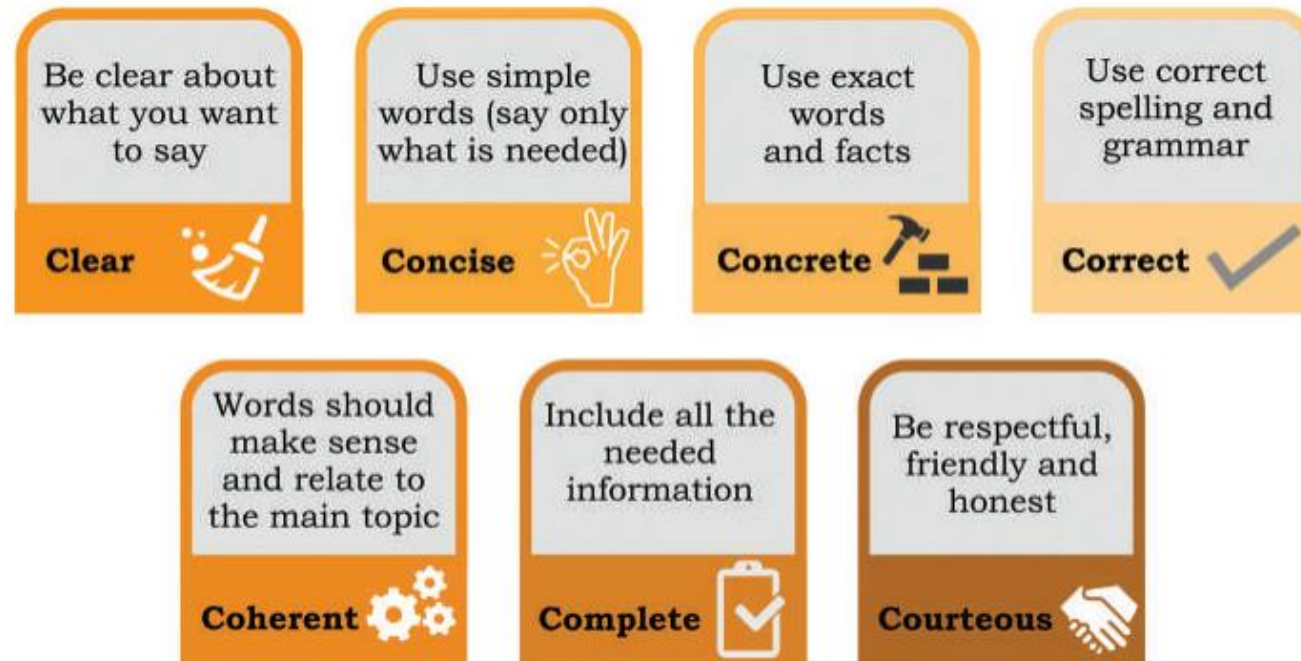 Be clear about
what you want
to say
Clear
Use simple
words (say only
what is needed)
Concise
Use exact
words
and facts
Concrete
Use correct
spelling and
grammar
Correct
Words should
make sense
and relate to
the main topic
Coherent
Include all the
needed
information
Complete
Be respectful,
friendly and
honest
Courteous